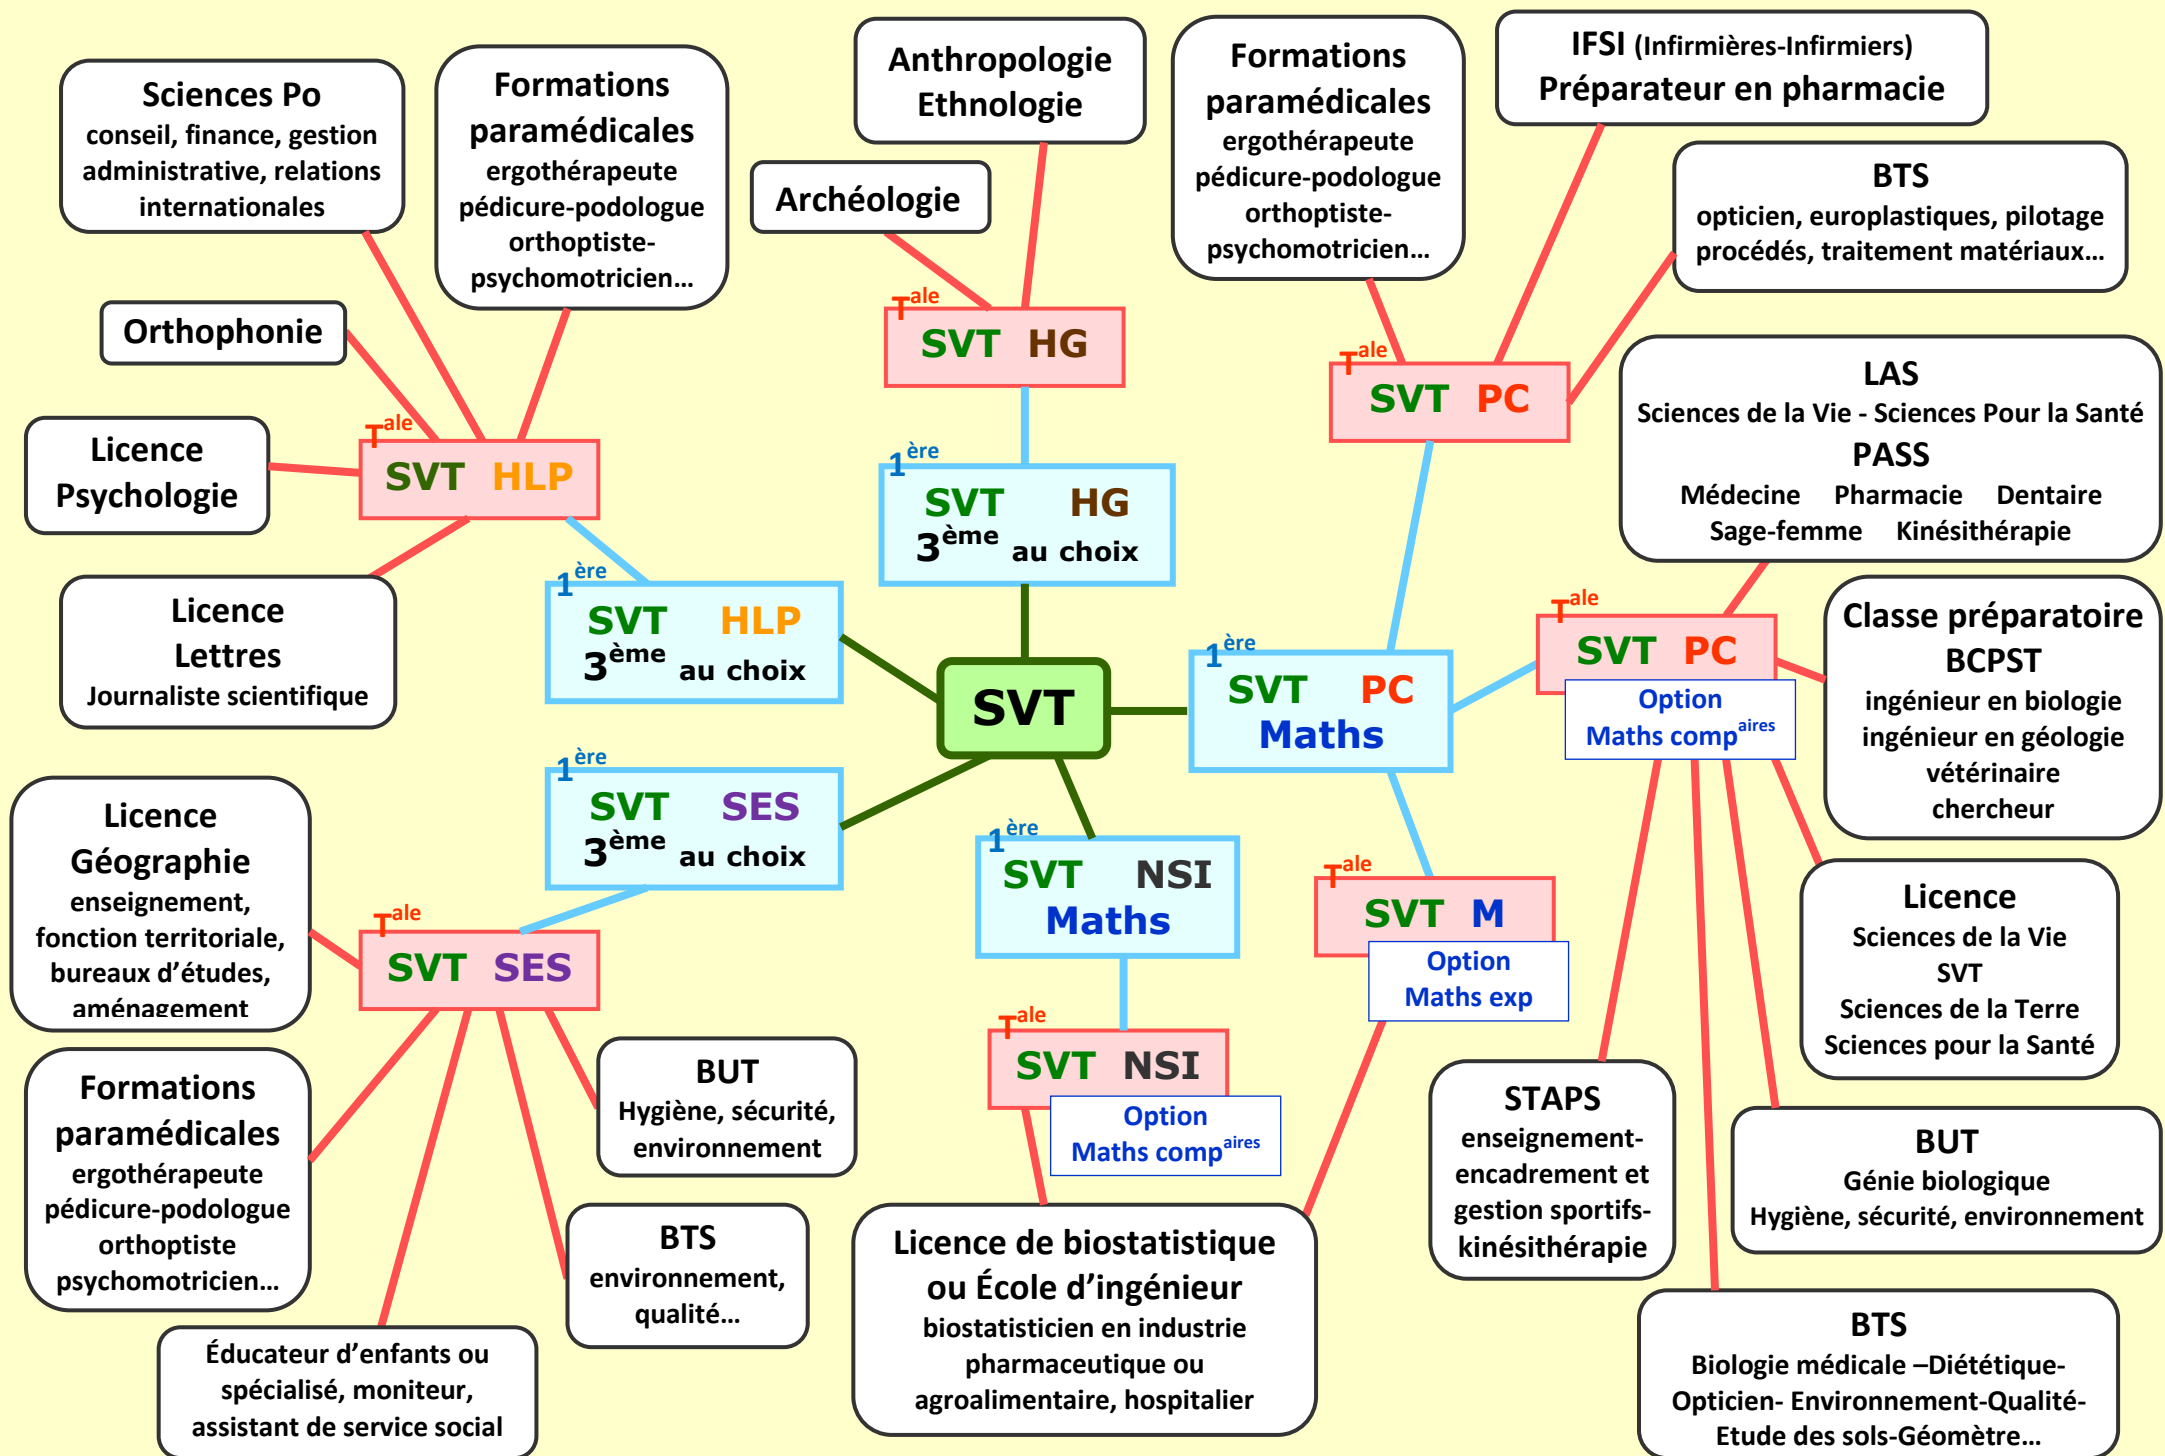 Sciences Po
conseil, finance, gestion
administrative, relations
internationales
Formations
paramédicales
ergothérapeute
pédicure-podologue
orthoptiste-
psychomotricien...
Anthropologie
Ethnologie
Archéologie
Formations
paramédicales
ergothérapeute
pédicure-podologue
orthoptiste-
psychomotricien...
IFSI (Infirmières-Infirmiers)
Préparateur en pharmacie
BTS
opticien, europlastiques, pilotage
procédés, traitement matériaux...
Orthophonie
Licence
Psychologie
Licence
Lettres
Journaliste scientifique
Tale
SVT HLP
1ère
SVT HLP
3ème au choix
Tale
SVT HG
1ère
SVT HG
3ème au choix
Tale
SVT PC
LAS
Sciences de la Vie - Sciences Pour la Santé
PASS
Médecine Pharmacie Dentaire
Sage-femme Kinésithérapie
SVT
1ère
SVT PC
Maths
Tale
SVT PC
Option
Maths compaires
Classe préparatoire
BCPST
ingénieur en biologie
ingénieur en géologie
vétérinaire
chercheur
1ère
SVT SES
3ème au choix
Tale
SVT SES
1ère
SVT NSI
Maths
Tale
SVT NSI
Option
Maths compaires
Tale
SVT M
Option
Maths exp
Licence
Sciences de la Vie
SVT
Sciences de la Terre
Sciences pour la Santé
Licence
Géographie
enseignement,
fonction territoriale,
bureaux d'études,
aménagement
Formations
paramédicales
ergothérapeute
pédicure-podologue
orthoptiste
psychomotricien...
Éducateur d'enfants ou
spécialisé, moniteur,
assistant de service social
BUT
Hygiène, sécurité,
environnement
BTS
environnement,
qualité...
Licence de biostatistique
ou École d'ingénieur
biostatisticien en industrie
pharmaceutique ou
agroalimentaire, hospitalier
STAPS
enseignement-
encadrement et
gestion sportifs-
kinésithérapie
BUT
Génie biologique
Hygiène, sécurité, environnement
BTS
Biologie médicale –Diététique-
Opticien- Environnement-Qualité-
Etude des sols-Géomètre...